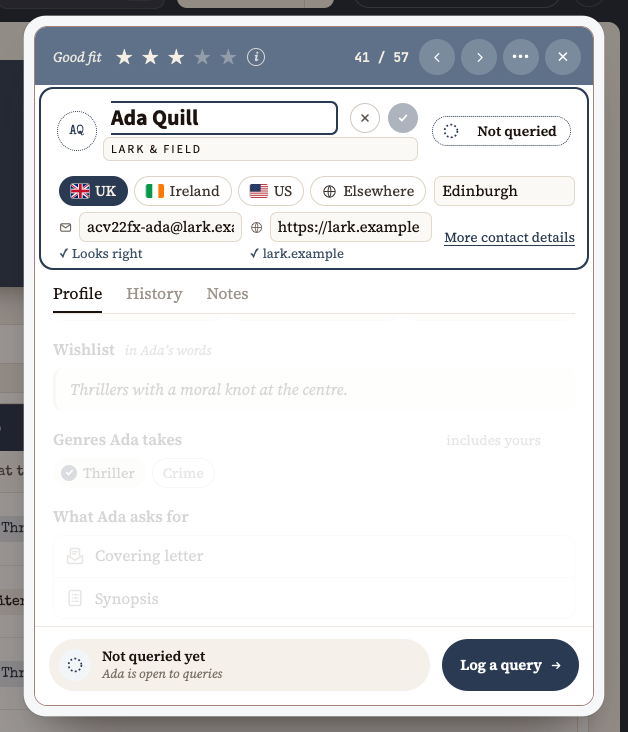 Good fit
41 / 57
AQ
Ada Quill
Not queried
LARK & FIELD
UK
Ireland
US
Elsewhere
Edinburgh
acv22fx-ada@lark.exa
https://lark.example
More contact details
✓ Looks right
✓ lark.example
Profile
History
Notes
Wishlist in Ada's words
Thrillers with a moral knot at the centre.
Genres Ada takes
includes yours
Thriller
Crime
What Ada asks for
Covering letter
Synopsis
Not queried yet
Ada is open to queries
Log a query →
at t
Thr
Thr